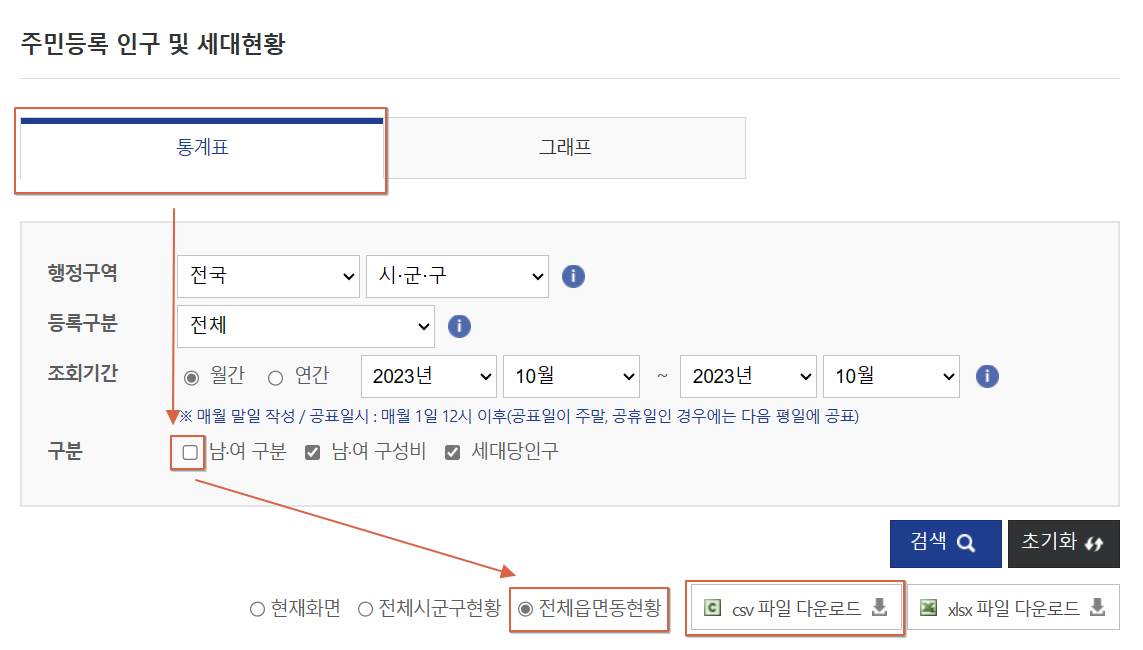 주민등록 인구 및 세대현황
통계표 그래프
행정구역 전국 시·군·구
등록구분 전체
조회기간 월간 연간 2023년 10월 ~ 2023년 10월
※ 매월 말일 작성 / 공표일시 : 매월 1일 12시 이후(공표일이 주말, 공휴일인 경우에는 다음 평일에 공표)
구분 남·여 구분 남·여 구성비 세대당인구
검색 초기화
현재화면 전체시군구현황 전체읍면동현황 csv 파일 다운로드 xlsx 파일 다운로드